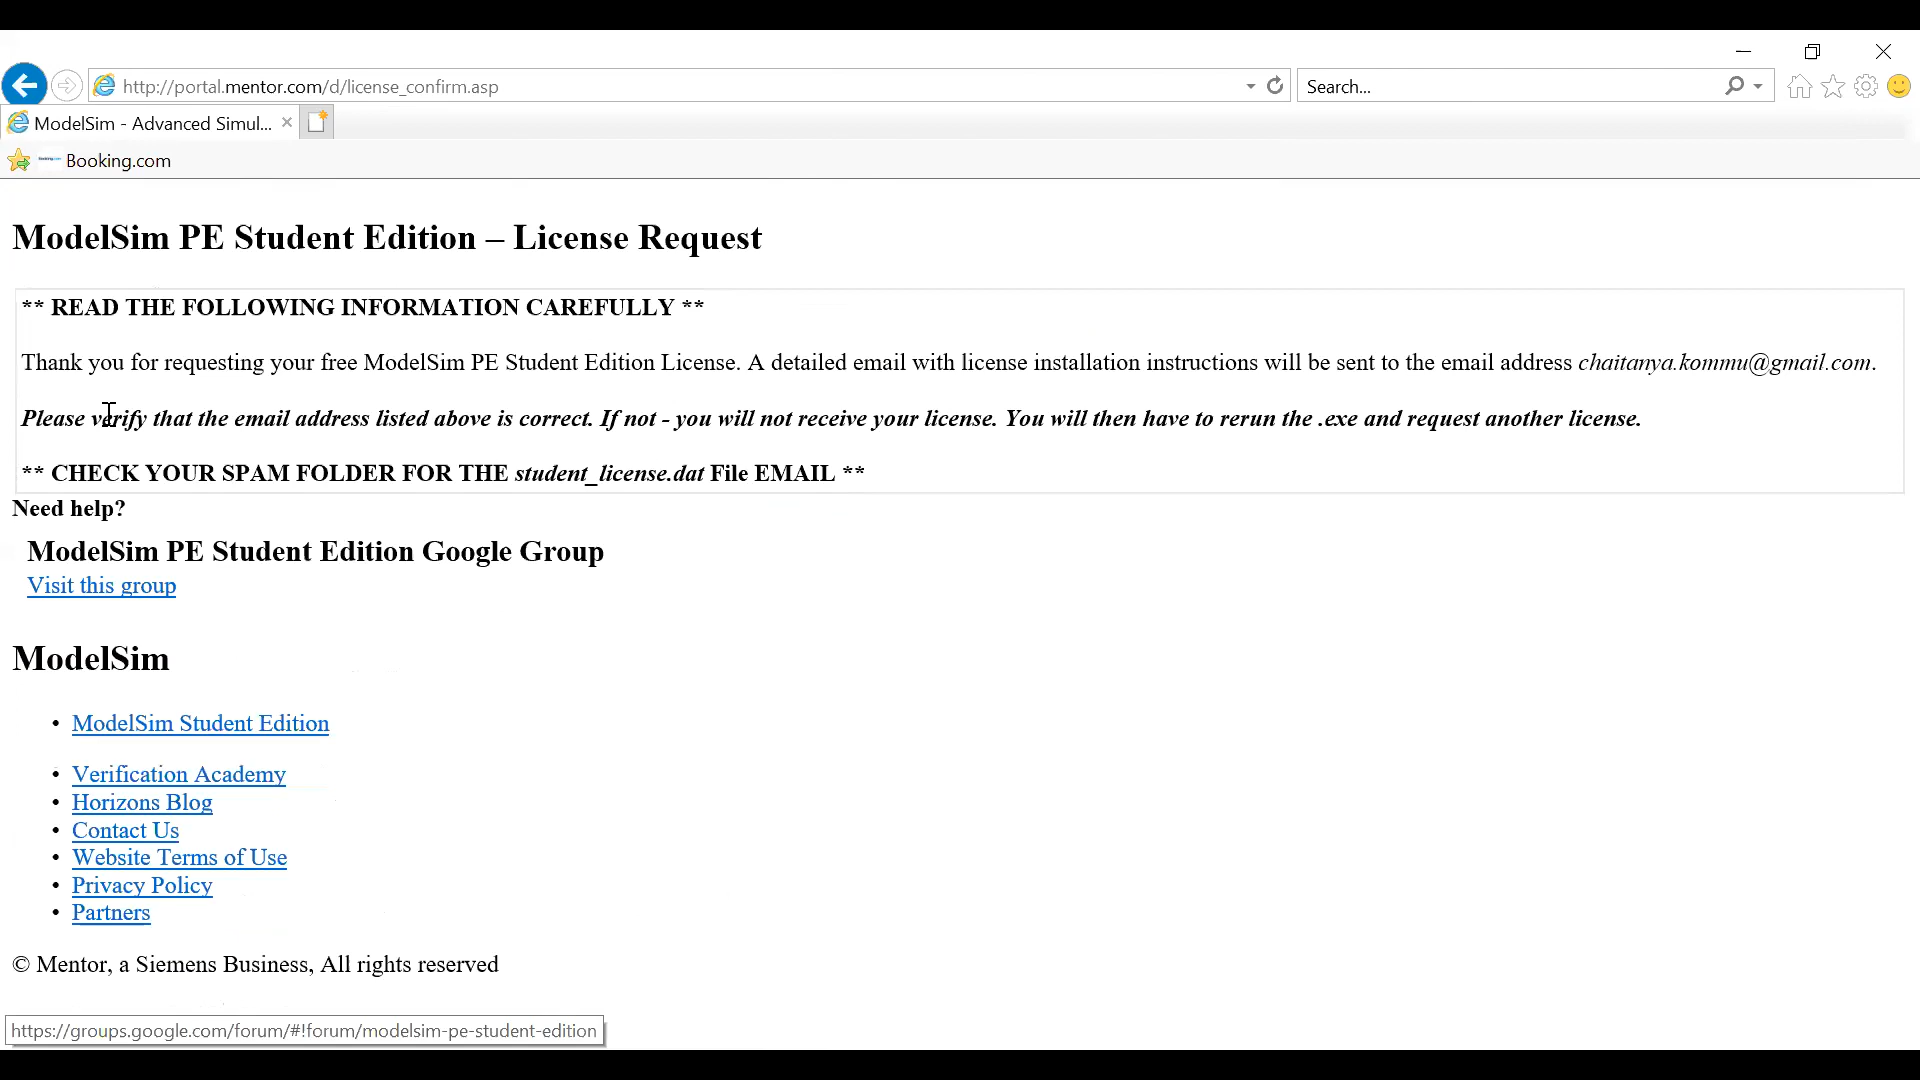 http://portal.mentor.com/d/license_confirm.asp
Search...
ModelSim - Advanced Simul...
Booking.com
ModelSim PE Student Edition – License Request
** READ THE FOLLOWING INFORMATION CAREFULLY **
Thank you for requesting your free ModelSim PE Student Edition License. A detailed email with license installation instructions will be sent to the email address chaitanya.kommu@gmail.com.
Please verify that the email address listed above is correct. If not - you will not receive your license. You will then have to rerun the .exe and request another license.
** CHECK YOUR SPAM FOLDER FOR THE student_license.dat File EMAIL **
Need help?
ModelSim PE Student Edition Google Group
Visit this group
ModelSim
• ModelSim Student Edition
• Verification Academy
• Horizons Blog
• Contact Us
• Website Terms of Use
• Privacy Policy
• Partners
© Mentor, a Siemens Business, All rights reserved
https://groups.google.com/forum/#!forum/modelsim-pe-student-edition